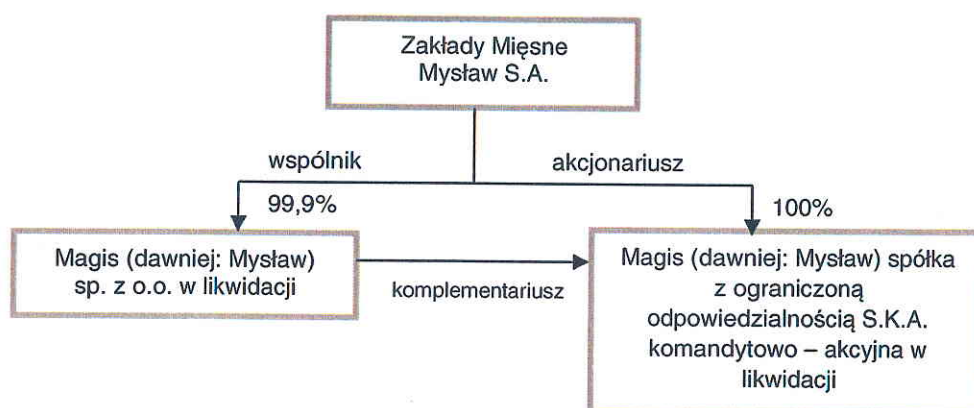 Zakłady Mięsne
Mysław S.A.
wspólnik
akcjonariusz
99,9%
100%
Magis (dawniej: Mysław)
sp. z o.o. w likwidacji
komplementariusz
Magis (dawniej: Mysław) spółka
z ograniczoną
odpowiedzialnością S.K.A.
komandytowo – akcyjna w
likwidacji